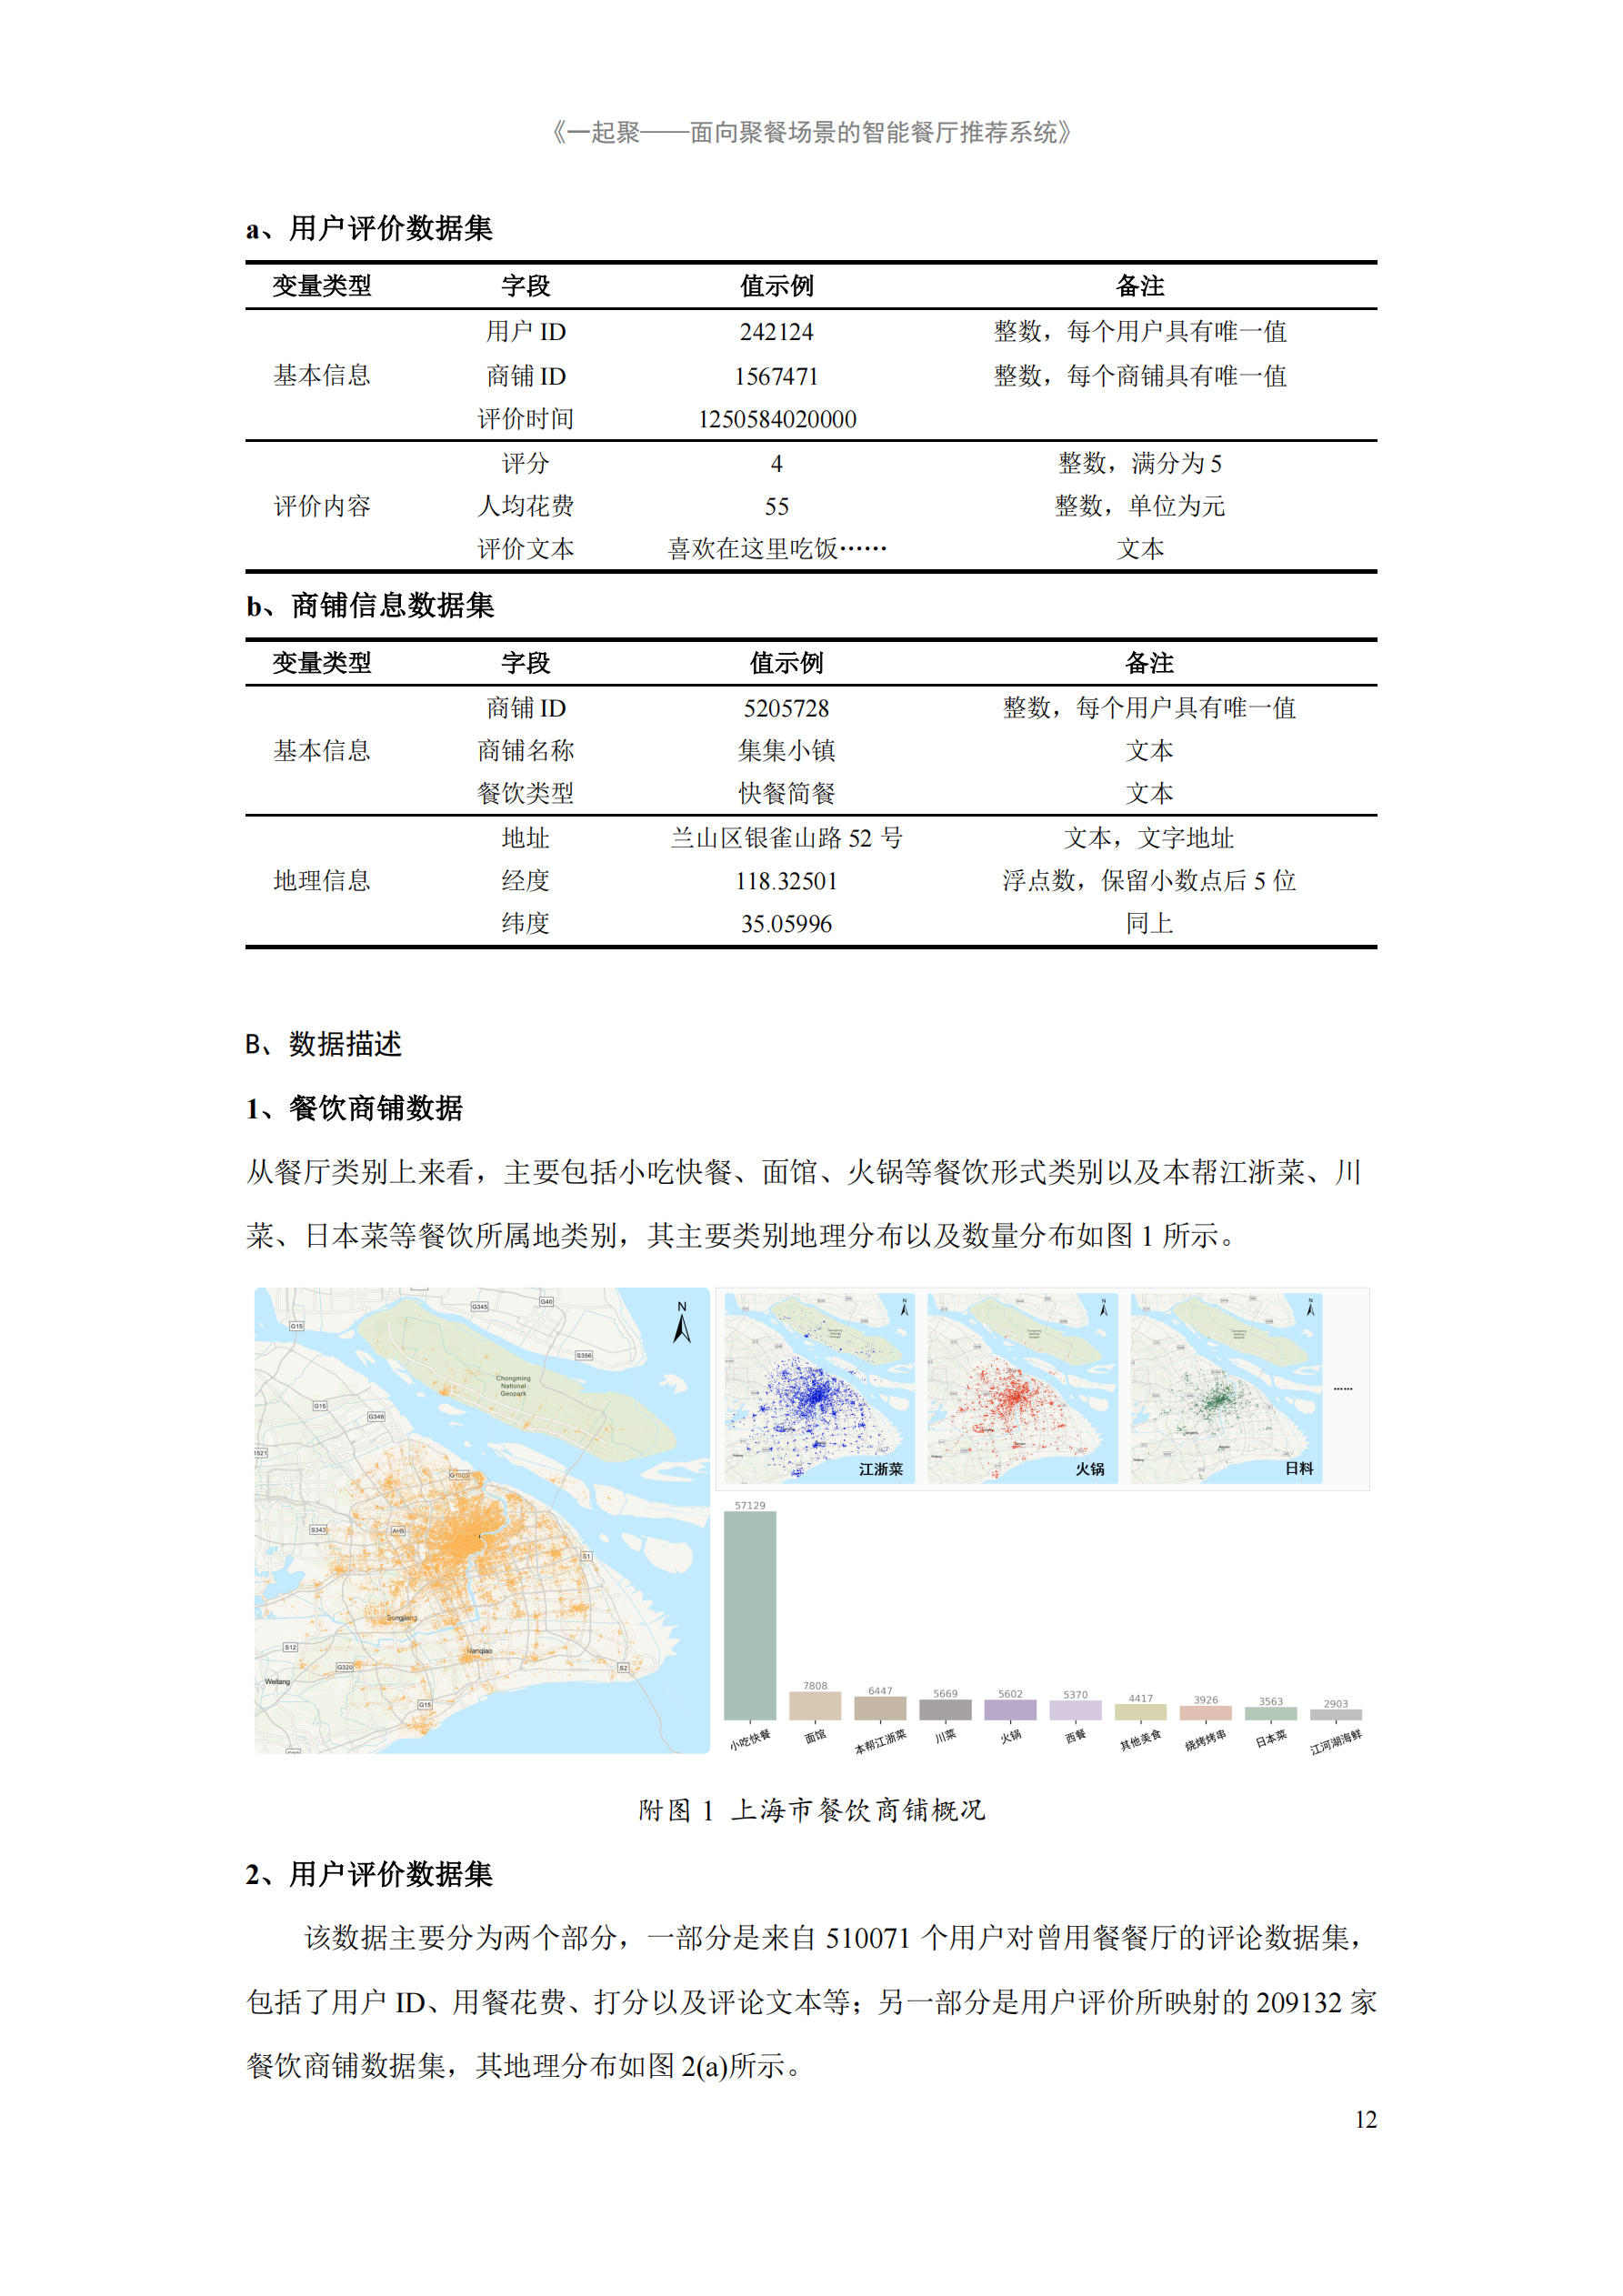 《一起聚——面向聚餐场景的智能餐厅推荐系统》
a、用户评价数据集
变量类型 字段 值示例 备注
用户 ID 242124 整数，每个用户具有唯一值
基本信息 商铺 ID 1567471 整数，每个商铺具有唯一值
评价时间 1250584020000
评分 4 整数，满分为 5
评价内容 人均花费 55 整数，单位为元
评价文本 喜欢在这里吃饭…… 文本
b、商铺信息数据集
变量类型 字段 值示例 备注
商铺 ID 5205728 整数，每个用户具有唯一值
基本信息 商铺名称 集集小镇 文本
餐饮类型 快餐简餐 文本
地址 兰山区银雀山路 52 号 文本，文字地址
地理信息 经度 118.32501 浮点数，保留小数点后 5 位
纬度 35.05996 同上
B、数据描述
1、餐饮商铺数据
从餐厅类别上来看，主要包括小吃快餐、面馆、火锅等餐饮形式类别以及本帮江浙菜、川
菜、日本菜等餐饮所属地类别，其主要类别地理分布以及数量分布如图 1 所示。
G40
G345
G15
N
S356
Chongming
National
Geopark
G15
G346
S343
S1
Songjiang
S12
Nanqiao
G320
S2
Weitang
G15
N
N
N
江浙菜 火锅 日料 ……
57129
7808 6447 5669 5602 5370 4417 3926 3563 2903
小吃快餐 面馆 本帮江浙菜 川菜 火锅 西餐 其他美食 烧烤烤串 日本菜 江河湖海鲜
附图 1 上海市餐饮商铺概况
2、用户评价数据集
该数据主要分为两个部分，一部分是来自 510071 个用户对曾用餐餐厅的评论数据集，
包括了用户 ID、用餐花费、打分以及评论文本等；另一部分是用户评价所映射的 209132 家
餐饮商铺数据集，其地理分布如图 2(a)所示。
12